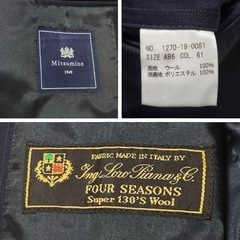 Mitsumine
1949
NO. 1270-18-0051
SIZE AB6 COL. 61
表地 ウール 100%
胴裏地 ポリエステル 100%
FABRIC MADE IN ITALY BY
Ing. Loro Piana & C.
FOUR SEASONS
Super 130'S Wool